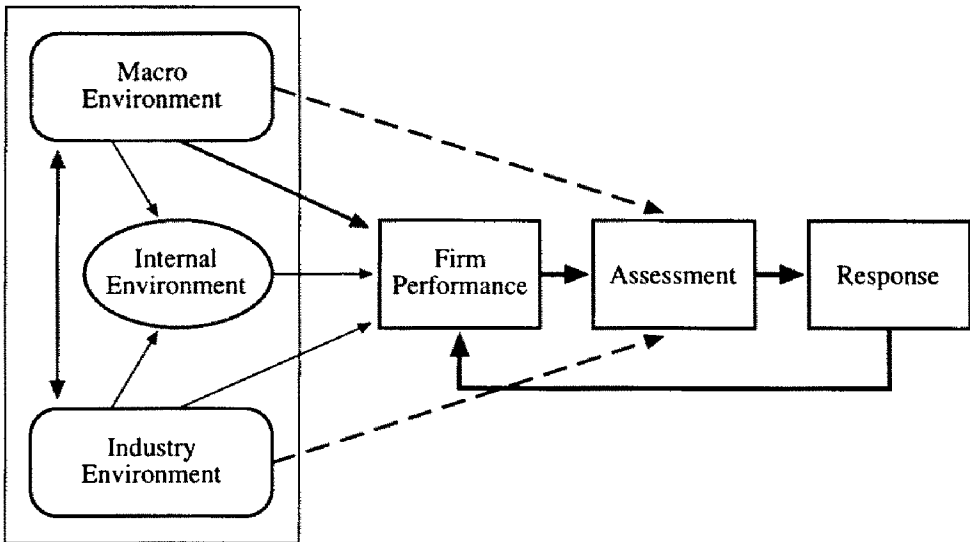 Macro
Environment
Internal
Environment
Firm
Performance
Assessment
Response
Industry
Environment